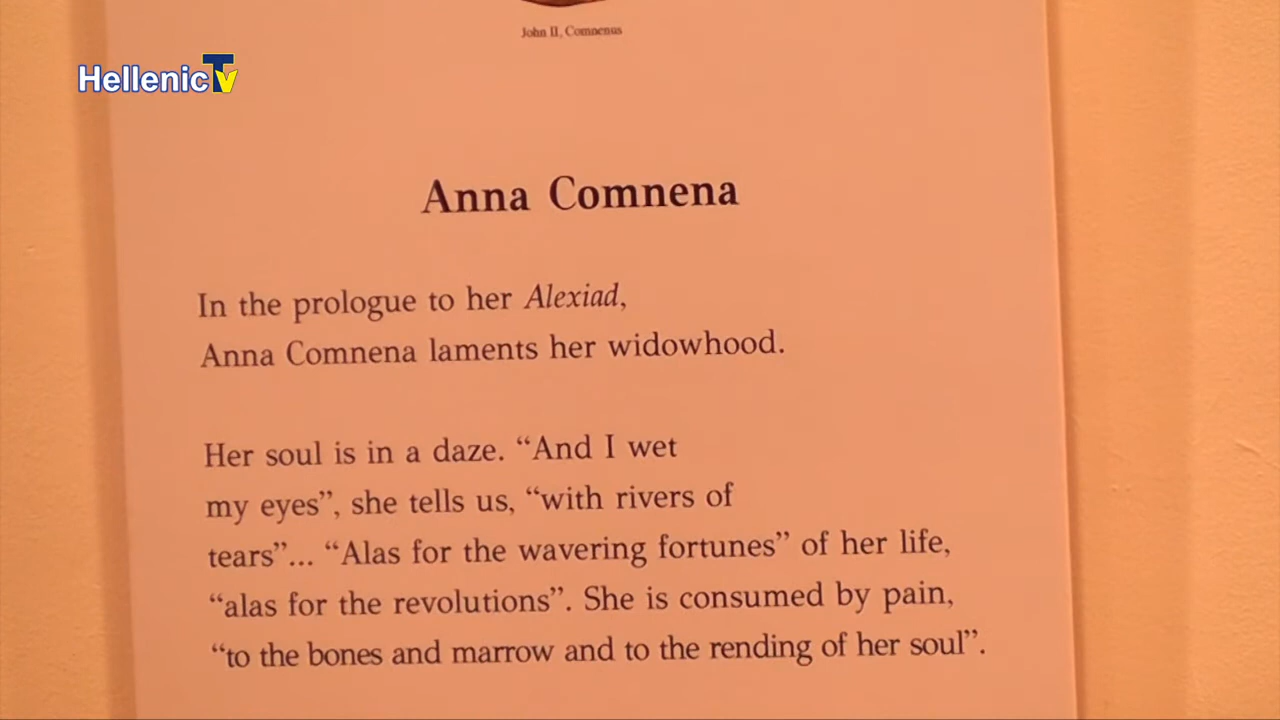 John II, Comnenus
HellenicTv
Anna Comnena
In the prologue to her Alexiad,
Anna Comnena laments her widowhood.
Her soul is in a daze. “And I wet
my eyes”, she tells us, “with rivers of
tears”... “Alas for the wavering fortunes” of her life,
“alas for the revolutions”. She is consumed by pain,
“to the bones and marrow and to the rending of her soul”.